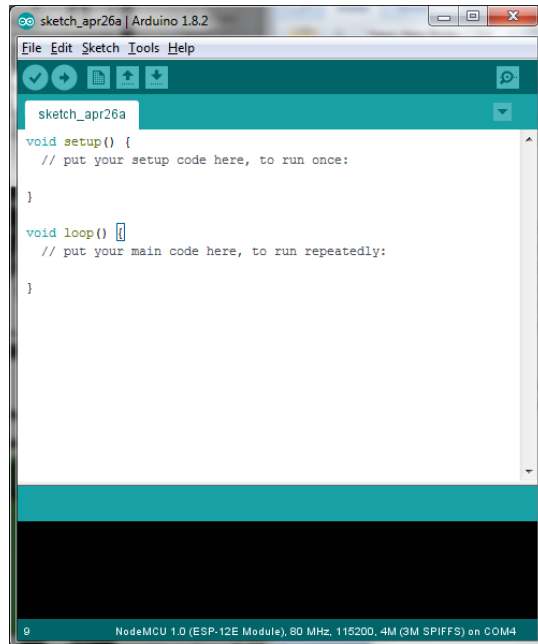 sketch_apr26a | Arduino 1.8.2
File Edit Sketch Tools Help
sketch_apr26a
void setup() {
  // put your setup code here, to run once:
}
void loop() {
  // put your main code here, to run repeatedly:
}
9 NodeMCU 1.0 (ESP-12E Module), 80 MHz, 115200, 4M (3M SPIFFS) on COM4